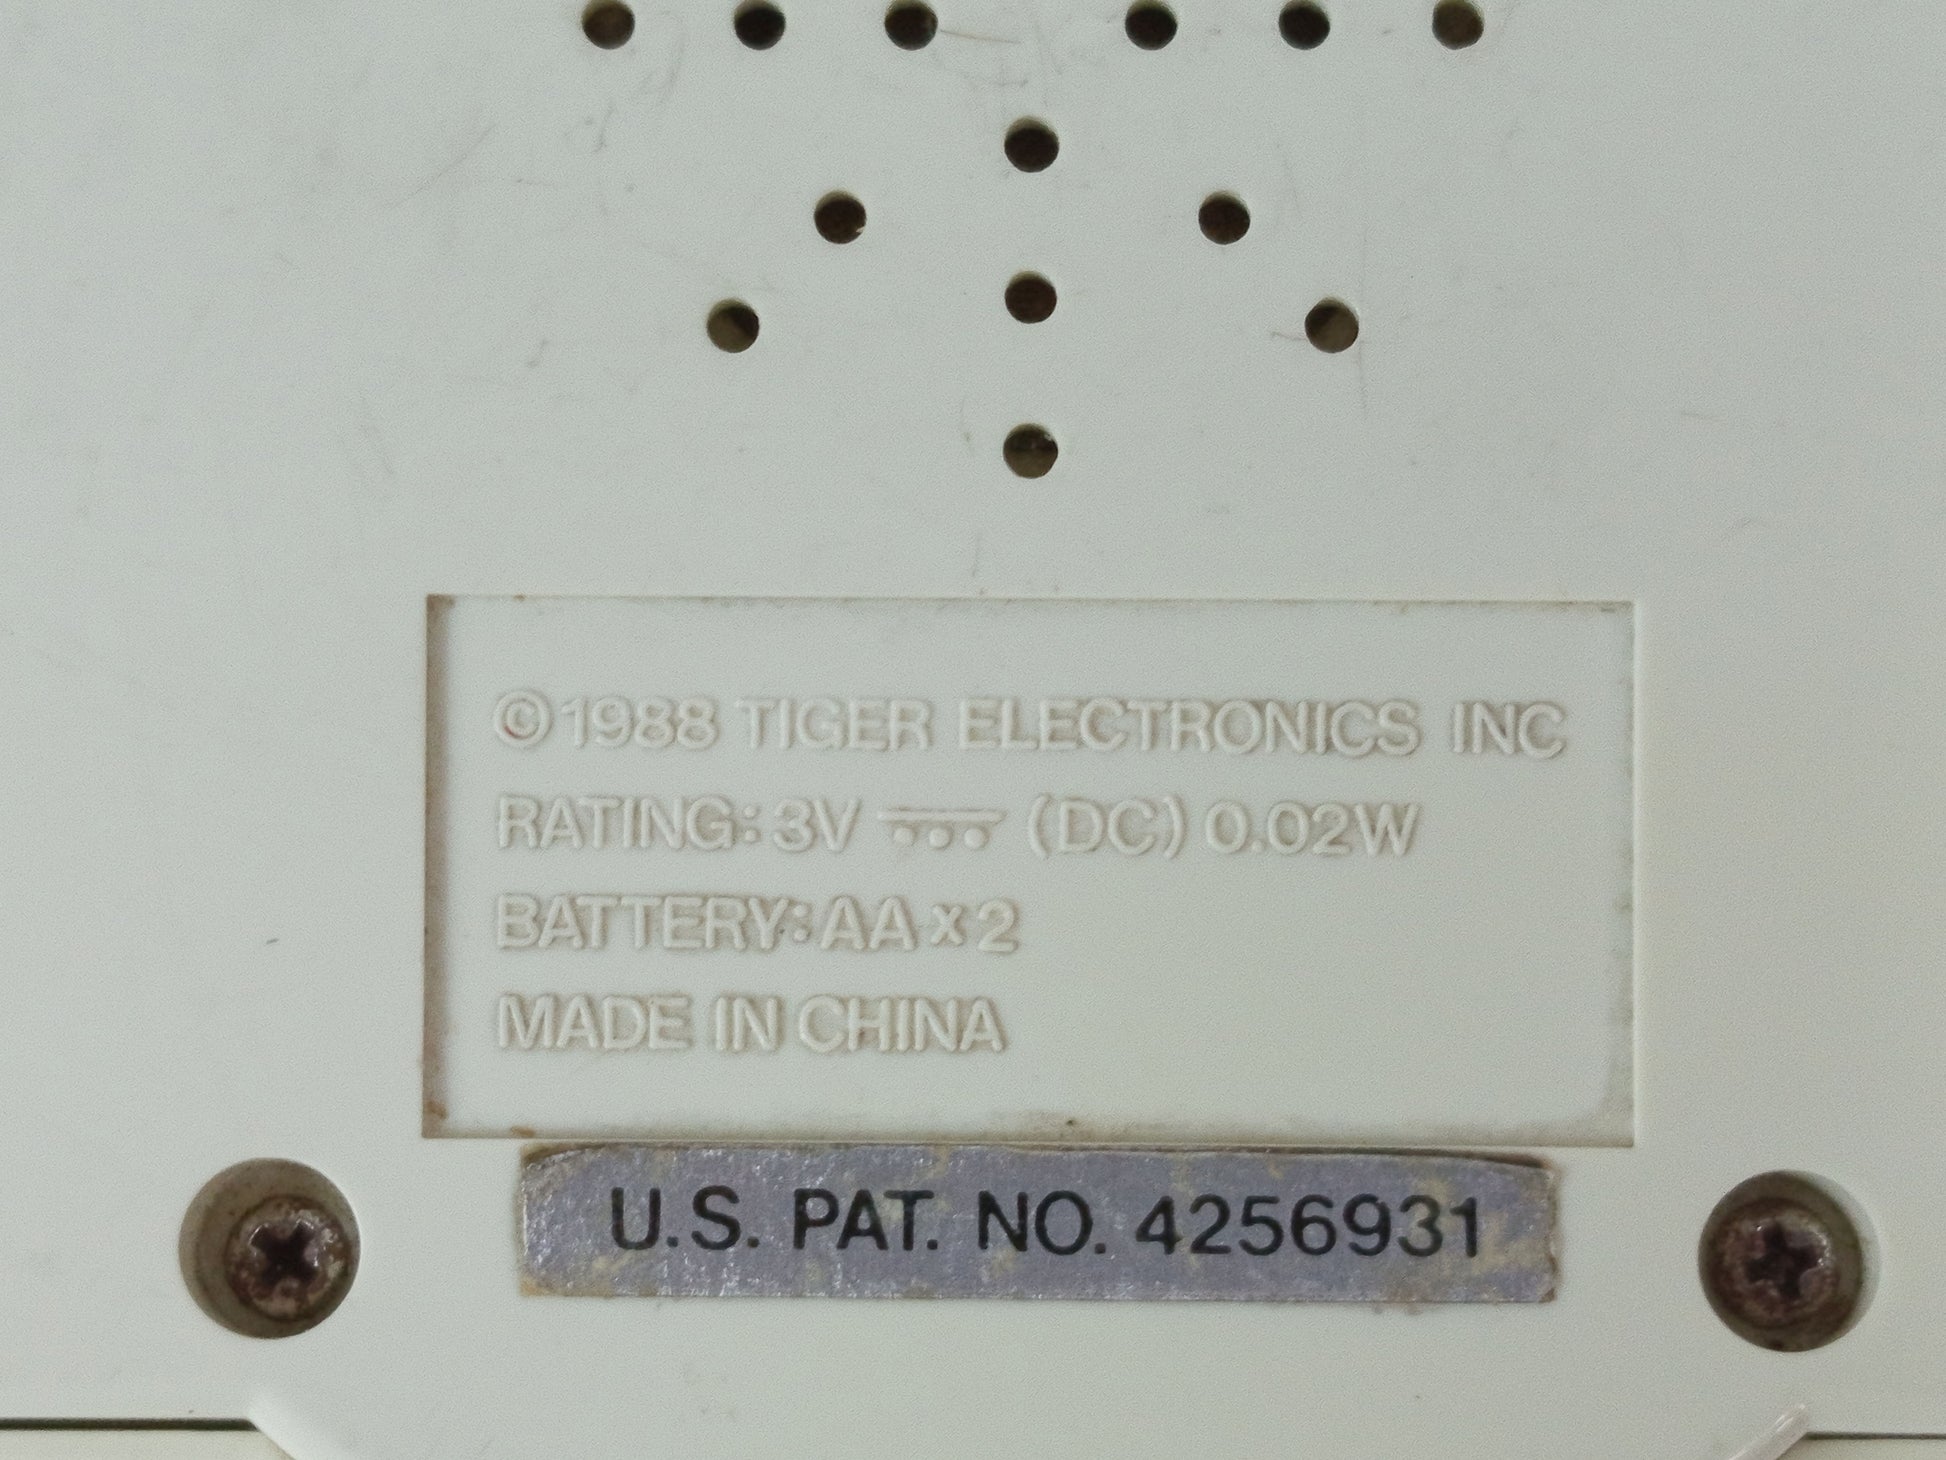 ©1988 TIGER ELECTRONICS INC
RATING: 3V ⎓ (DC) 0.02W
BATTERY: AA x 2
MADE IN CHINA
U.S. PAT. NO. 4256931